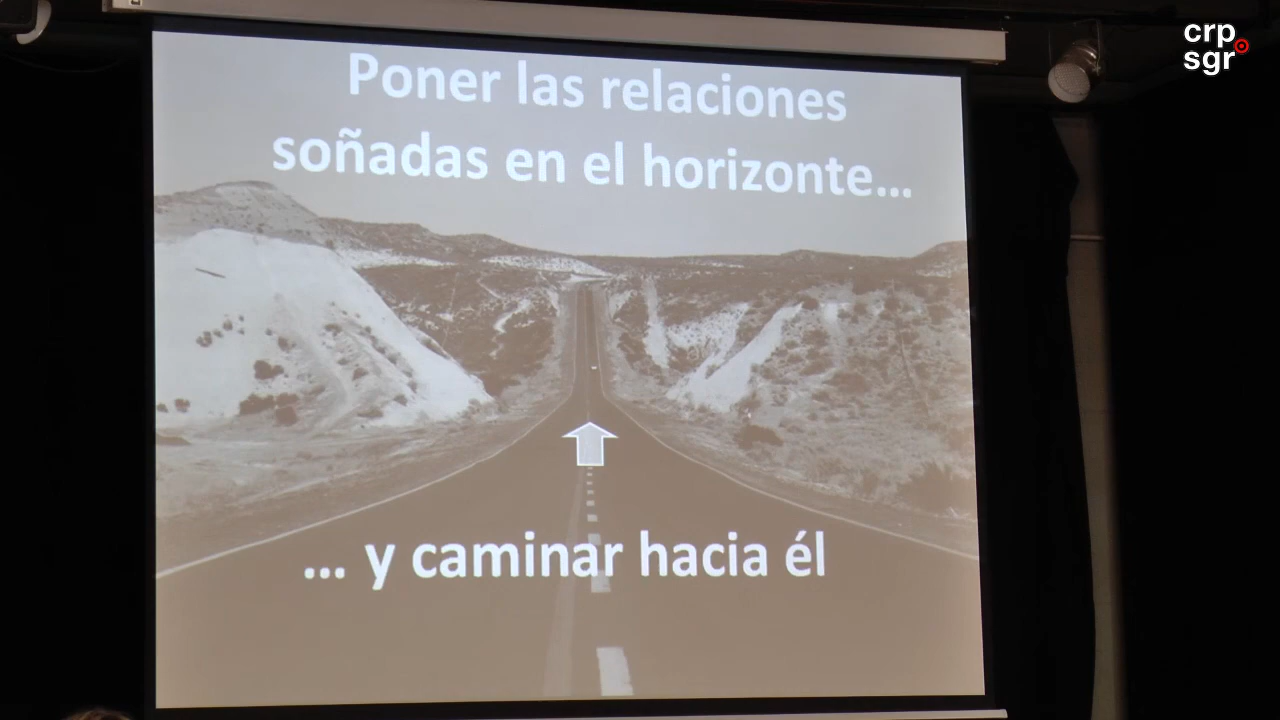 crp
sgr
Poner las relaciones
soñadas en el horizonte...
... y caminar hacia él